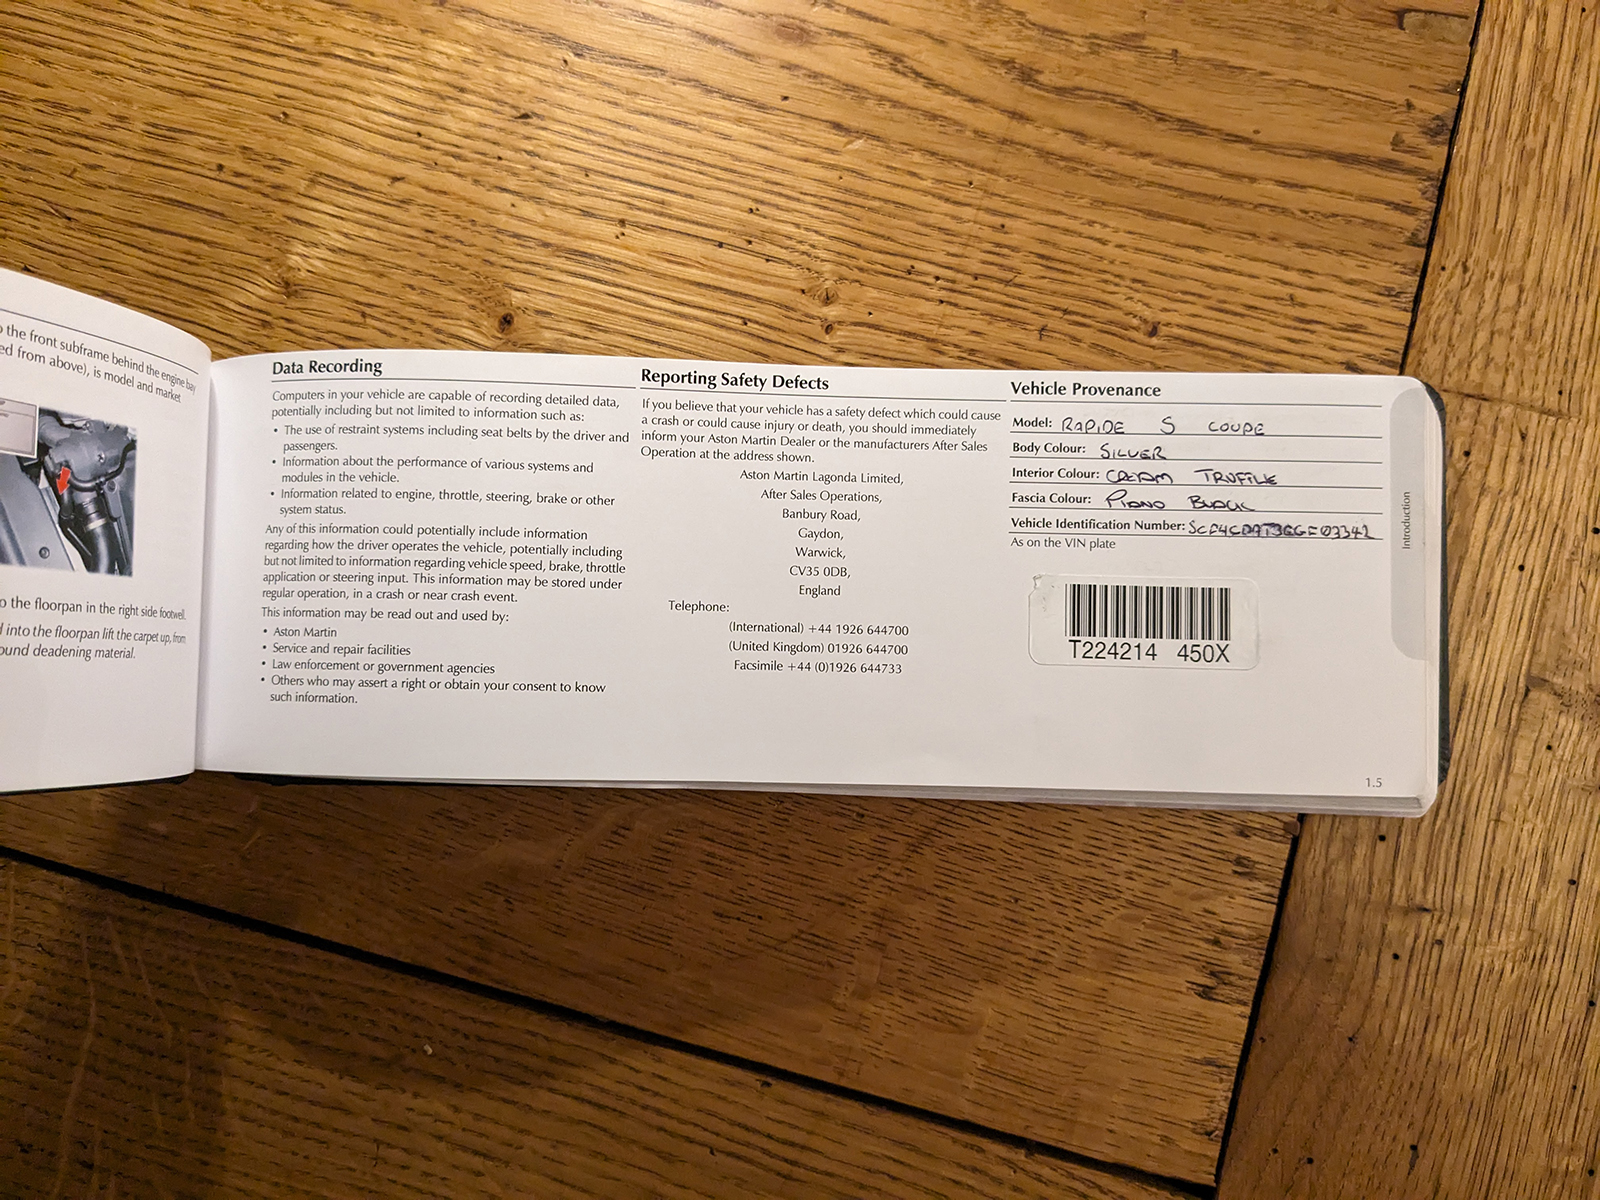 the front subframe behind the engine bay
ed from above), is model and market
o the floorpan in the right side footwell.
into the floorpan lift the carpet up, from
ound deadening material.
Data Recording
Computers in your vehicle are capable of recording detailed data,
potentially including but not limited to information such as:
• The use of restraint systems including seat belts by the driver and
passengers.
• Information about the performance of various systems and
modules in the vehicle.
• Information related to engine, throttle, steering, brake or other
system status.
Any of this information could potentially include information
regarding how the driver operates the vehicle, potentially including
but not limited to information regarding vehicle speed, brake, throttle
application or steering input. This information may be stored under
regular operation, in a crash or near crash event.
This information may be read out and used by:
• Aston Martin
• Service and repair facilities
• Law enforcement or government agencies
• Others who may assert a right or obtain your consent to know
such information.
Reporting Safety Defects
If you believe that your vehicle has a safety defect which could cause
a crash or could cause injury or death, you should immediately
inform your Aston Martin Dealer or the manufacturers After Sales
Operation at the address shown.
Aston Martin Lagonda Limited,
After Sales Operations,
Banbury Road,
Gaydon,
Warwick,
CV35 0DB,
England
Telephone:
(International) +44 1926 644700
(United Kingdom) 01926 644700
Facsimile +44 (0)1926 644733
Vehicle Provenance
Model: RAPIDE S COUPE
Body Colour: SILVER
Interior Colour: CREAM TRUFFLE
Fascia Colour: PIANO BLACK
Vehicle Identification Number:
As on the VIN plate
T224214 450X
Introduction
1.5